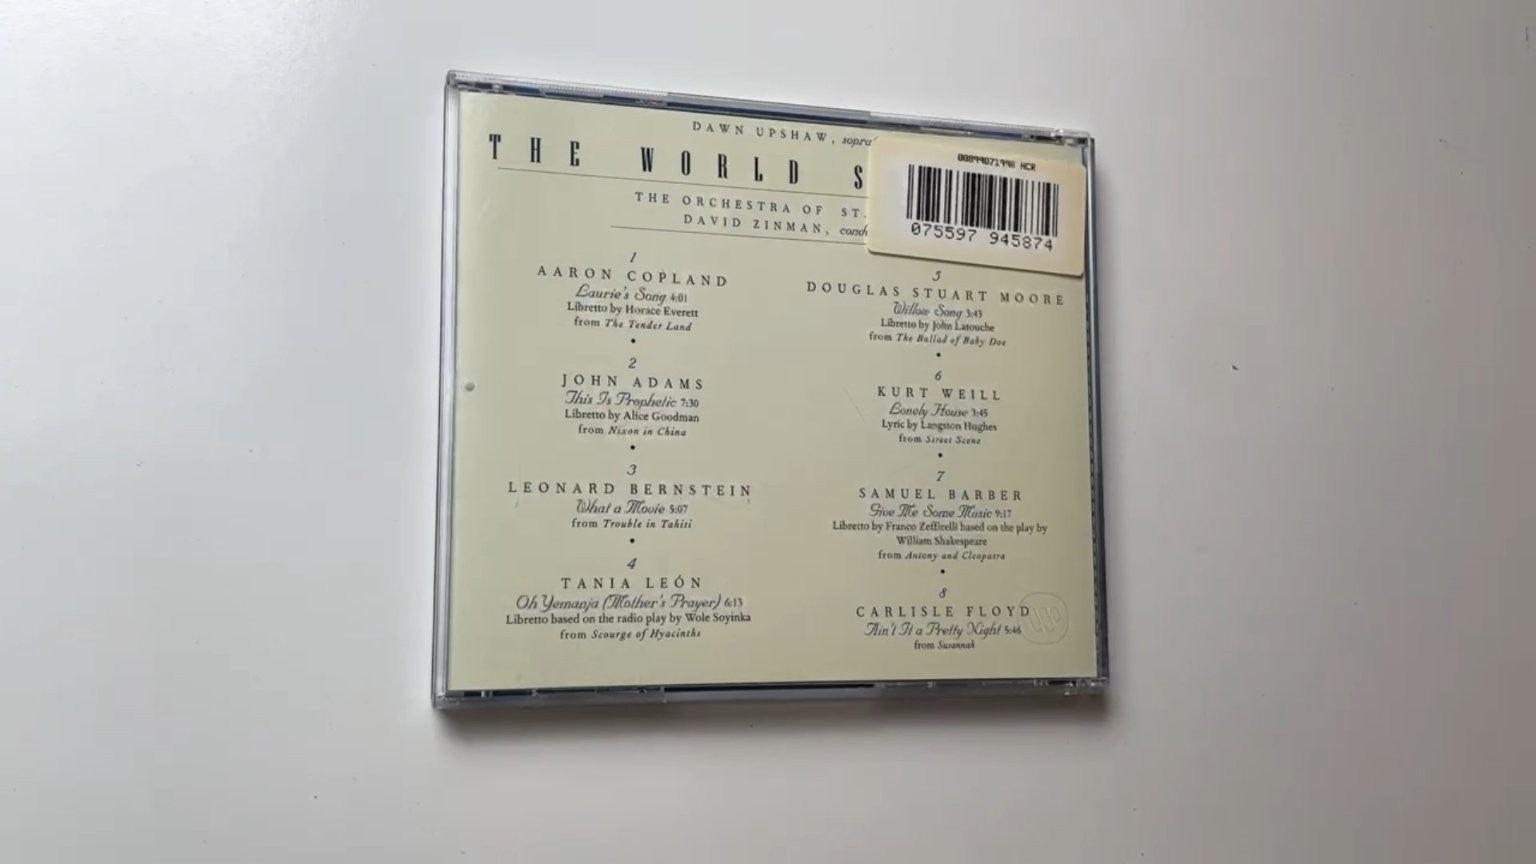 DAWN UPSHAW, sopra
THE WORLD S
THE ORCHESTRA OF ST.
DAVID ZINMAN, cond
00899071998 HCR
075597 945874
1
AARON COPLAND
Laurie's Song 4:01
Libretto by Horace Everett
from The Tender Land
•
2
JOHN ADAMS
This Is Prophetic 7:30
Libretto by Alice Goodman
from Nixon in China
•
3
LEONARD BERNSTEIN
What a Movie 5:07
from Trouble in Tahiti
•
4
TANIA LEÓN
Oh Yemanja (Mother's Prayer) 6:13
Libretto based on the radio play by Wole Soyinka
from Scourge of Hyacinths
5
DOUGLAS STUART MOORE
Willow Song 3:43
Libretto by John Latouche
from The Ballad of Baby Doe
•
6
KURT WEILL
Lonely House 3:45
Lyric by Langston Hughes
from Street Scene
•
7
SAMUEL BARBER
Give Me Some Music 9:17
Libretto by Franco Zeffirelli based on the play by
William Shakespeare
from Antony and Cleopatra
•
8
CARLISLE FLOYD
Ain't It a Pretty Night 5:46
from Susannah